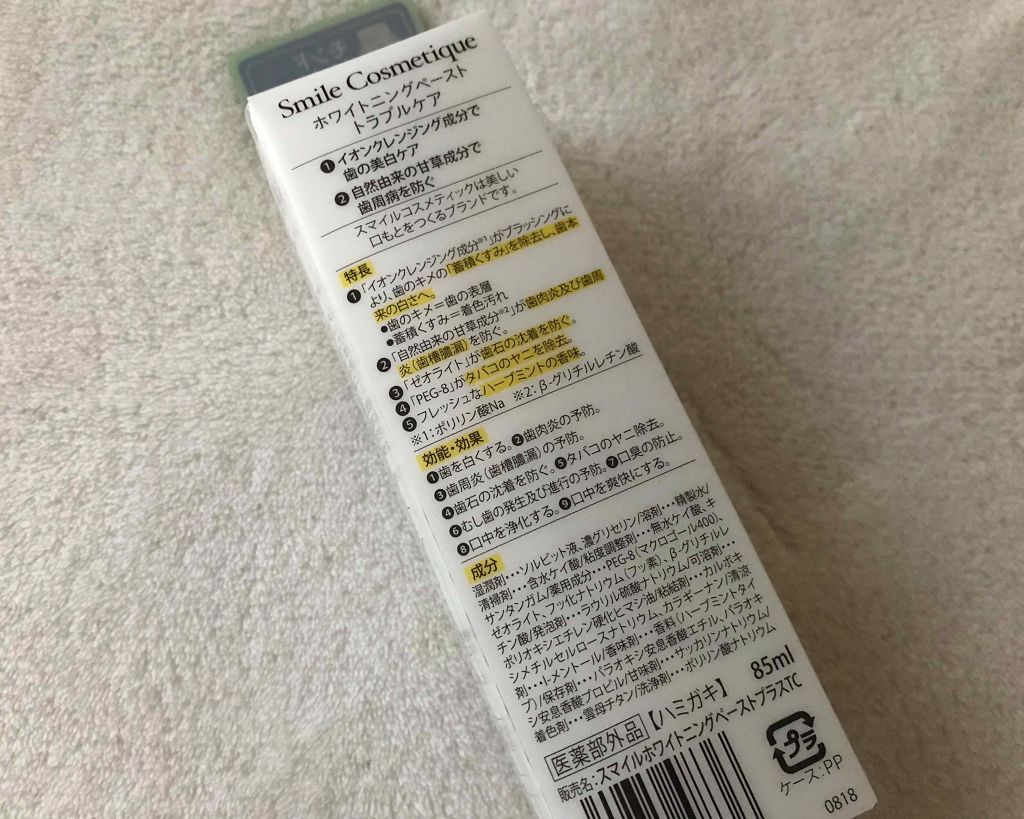 Smile Cosmetique
ホワイトニングペースト
トラブルケア
❶イオンクレンジング成分で
歯の美白ケア
❷自然由来の甘草成分で
歯周病を防ぐ
スマイルコスメティックは美しい
口もとをつくるブランドです。
特長
❶「イオンクレンジング成分※1」がブラッシングに
より、歯のキメの「蓄積くすみ」を除去し、歯本
来の白さへ。
●歯のキメ=歯の表層
●蓄積くすみ=着色汚れ
❷「自然由来の甘草成分※2」が歯肉炎及び歯周
炎(歯槽膿漏)を防ぐ。
❸「ゼオライト」が歯石の沈着を防ぐ。
❹「PEG-8」がタバコのヤニを除去。
❺フレッシュなハーブミントの香味。
※1:ポリリン酸Na ※2:β-グリチルレチン酸
効能・効果
❶歯を白くする。❷歯肉炎の予防。
❸歯周炎(歯槽膿漏)の予防。
❹歯石の沈着を防ぐ。❺タバコのヤニ除去。
❻むし歯の発生及び進行の予防。❼口臭の防止。
❽口中を浄化する。❾口中を爽快にする。
成分
湿潤剤・・・ソルビット液、濃グリセリン/溶剤・・・精製水/
清掃剤・・・含水ケイ酸/粘度調整剤・・・無水ケイ酸、キ
サンタンガム/薬用成分・・・PEG-8(マクロゴール400)、
ゼオライト、フッ化ナトリウム(フッ素)、β-グリチルレ
チン酸/発泡剤・・・ラウリル硫酸ナトリウム/可溶剤・・・
ポリオキシエチレン硬化ヒマシ油/粘結剤・・・カルボキ
シメチルセルロースナトリウム、カラギーナン/清涼
剤・・・l-メントール/香味剤・・・香料(ハーブミントタイ
プ)/保存剤・・・パラオキシ安息香酸エチル、パラオキ
シ安息香酸ブロピル/甘味剤・・・サッカリンナトリウム/
着色剤・・・雲母チタン/洗浄剤・・・ポリリン酸ナトリウム
医薬部外品【ハミガキ】 85ml
販売名:スマイルホワイトニングペーストプラスTC
プラ
ケース:PP
0818